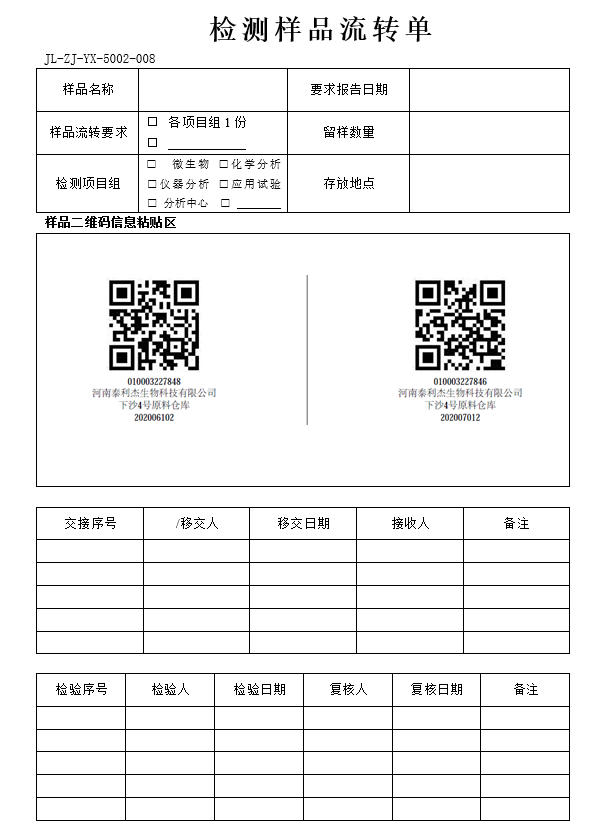 检测样品流转单
JL-ZJ-YX-5002-008
样品名称 要求报告日期
样品流转要求 □ 各项目组1份 留样数量
□
检测项目组 □ 微生物 □化学分析 存放地点
□仪器分析 □应用试验
□ 分析中心 □
样品二维码信息粘贴区
010003227848
河南泰利杰生物科技有限公司
下沙4号原料仓库
202006102
010003227846
河南泰利杰生物科技有限公司
下沙4号原料仓库
202007012
交接序号 /移交人 移交日期 接收人 备注
检验序号 检验人 检验日期 复核人 复核日期 备注